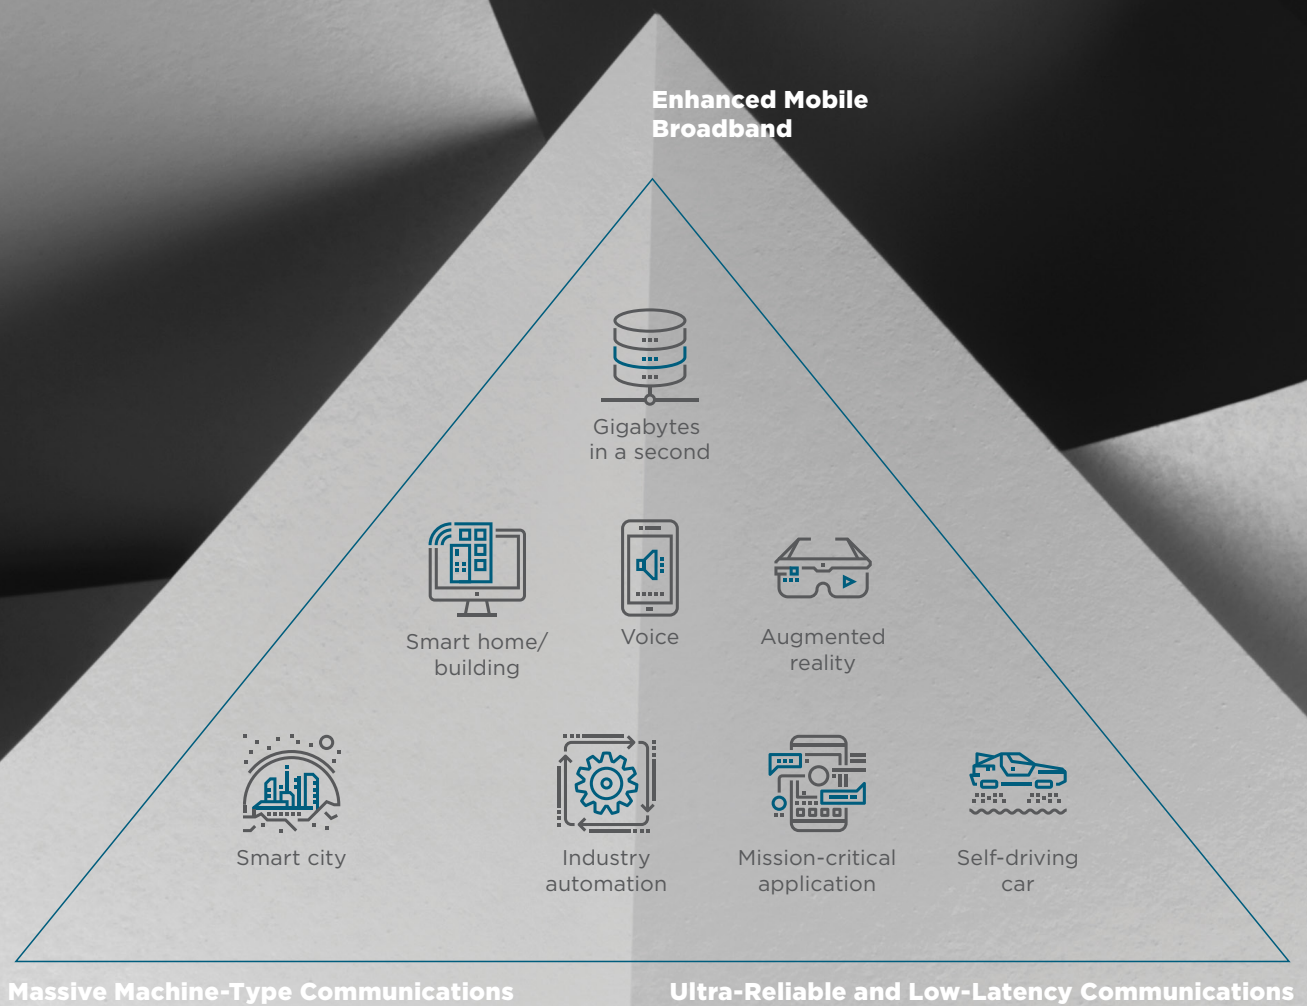 Enhanced Mobile
Broadband
Gigabytes
in a second
Smart home/
building
Voice
Augmented
reality
Smart city
Industry
automation
Mission-critical
application
Self-driving
car
Massive Machine-Type Communications
Ultra-Reliable and Low-Latency Communications